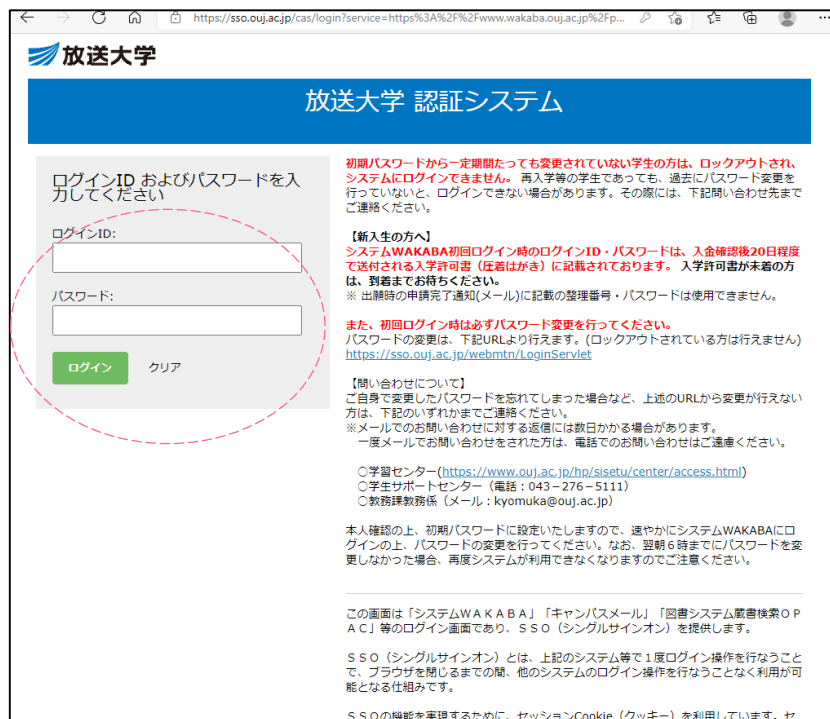 https://sso.ouj.ac.jp/cas/login?service=https%3A%2F%2Fwww.wakaba.ouj.ac.jp%2Fp...
放送大学
放送大学 認証システム
ログインID およびパスワードを入
力してください
ログインID:
パスワード:
ログイン
クリア
初期パスワードから一定期間たっても変更されていない学生の方は、ロックアウトされ、
システムにログインできません。 再入学等の学生であっても、過去にパスワード変更を
行っていないと、ログインできない場合があります。その際には、下記問い合わせ先まで
ご連絡ください。
【新入生の方へ】
システムWAKABA初回ログイン時のログインID・パスワードは、入金確認後20日程度
で送付される入学許可書（圧着はがき）に記載されております。 入学許可書が未着の方
は、到着までお待ちください。
※ 出願時の申請完了通知(メール)に記載の整理番号・パスワードは使用できません。
また、初回ログイン時は必ずパスワード変更を行ってください。
パスワードの変更は、下記URLより行えます。(ロックアウトされている方は行えません)
https://sso.ouj.ac.jp/webmtn/LoginServlet
【問い合わせについて】
ご自身で変更したパスワードを忘れてしまった場合など、上述のURLから変更が行えない
方は、下記のいずれかまでご連絡ください。
※メールでのお問い合わせに対する返信には数日かかる場合があります。
一度メールでお問い合わせをされた方は、電話でのお問い合わせはご遠慮ください。
○学習センター(https://www.ouj.ac.jp/hp/sisetu/center/access.html)
○学生サポートセンター（電話：043－276－5111）
○教務課教務係（メール：kyomuka@ouj.ac.jp）
本人確認の上、初期パスワードに設定いたしますので、速やかにシステムWAKABAにロ
グインの上、パスワードの変更を行ってください。なお、翌朝６時までにパスワードを変
更しなかった場合、再度システムが利用できなくなりますのでご注意ください。
この画面は「システムＷＡＫＡＢＡ」「キャンパスメール」「図書システム蔵書検索ＯＰ
ＡＣ」等のログイン画面であり、ＳＳＯ（シングルサインオン）を提供します。
ＳＳＯ（シングルサインオン）とは、上記のシステム等で１度ログイン操作を行なうこと
で、ブラウザを閉じるまでの間、他のシステムのログイン操作を行なうことなく利用が可
能となる仕組みです。
ＳＳＯの機能を実現するために、セッションCookie（クッキー）を利用しています。セ